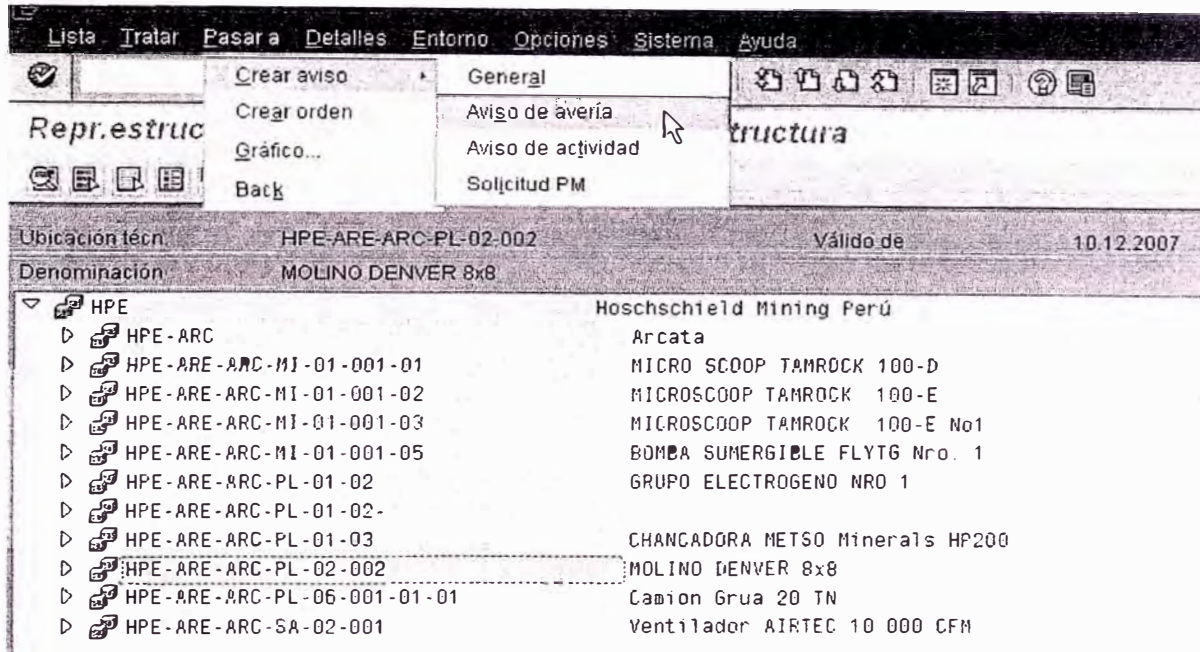 Lista Tratar Pasar a Detalles Entorno Opciones Sistema Ayuda
Crear aviso General
Crear orden Aviso de avería
Repr.estruc tructura
Gráfico... Aviso de actividad
Back Solicitud PM
Ubicación técn. HPE-ARE-ARC-PL-02-002 Válido de 10.12.2007
Denominación MOLINO DENVER 8x8
HPE Hoschschield Mining Perú
HPE-ARC Arcata
HPE-ARE-ARC-MI-01-001-01 MICRO SCOOP TAMROCK 100-D
HPE-ARE-ARC-MI-01-001-02 MICROSCOOP TAMROCK 100-E
HPE-ARE-ARC-MI-01-001-03 MICROSCOOP TAMROCK 100-E No1
HPE-ARE-ARC-MI-01-001-05 BOMBA SUMERGIBLE FLYTG Nro. 1
HPE-ARE-ARC-PL-01-02 GRUPO ELECTROGENO NRO 1
HPE-ARE-ARC-PL-01-02-
HPE-ARE-ARC-PL-01-03 CHANCADORA METSO Minerals HP200
HPE-ARE-ARC-PL-02-002 MOLINO DENVER 8x8
HPE-ARE-ARC-PL-06-001-01-01 Camion Grua 20 TN
HPE-ARE-ARC-SA-02-001 Ventilador AIRTEC 10 000 CFM